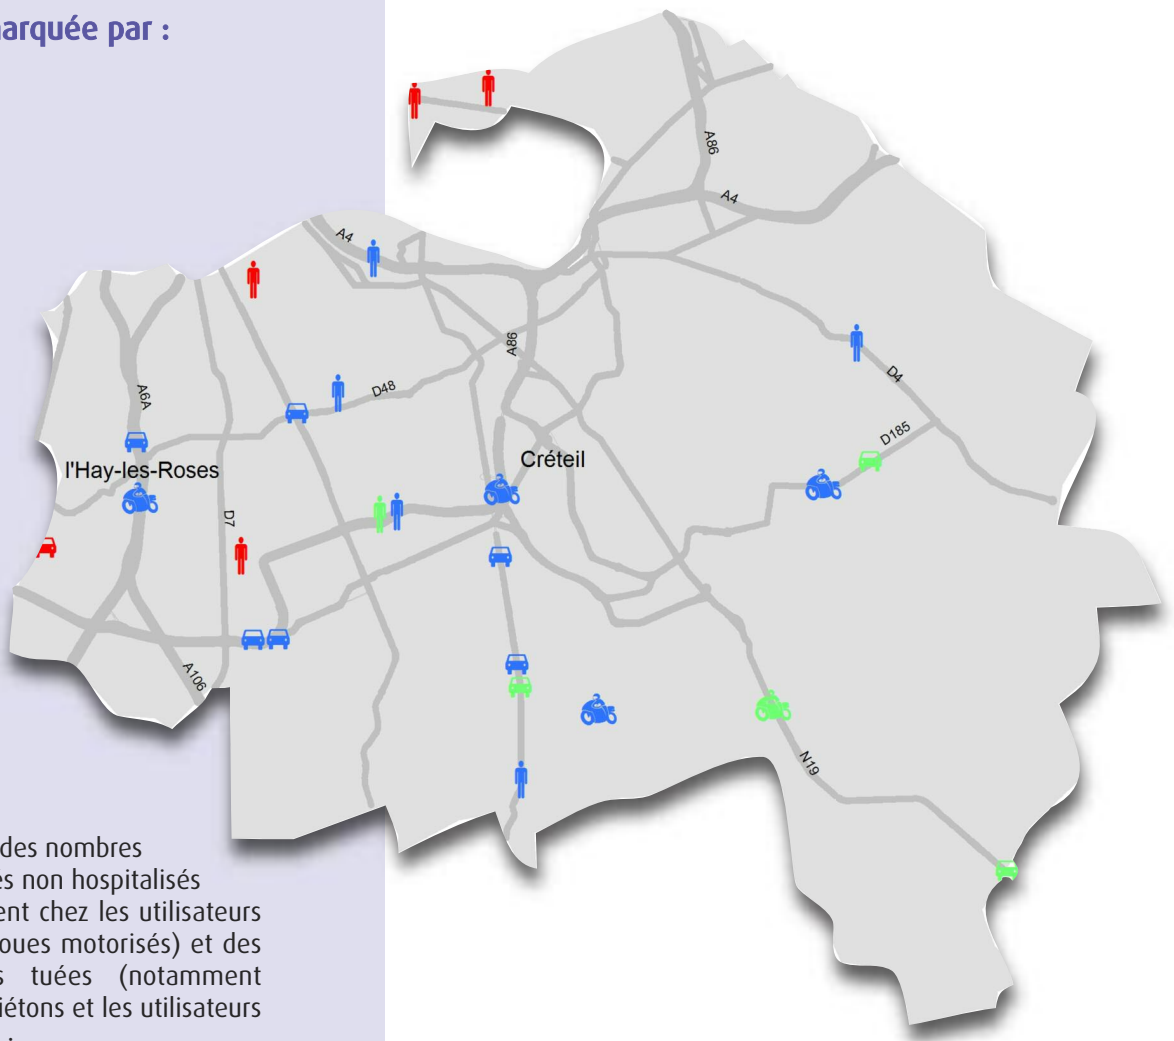 arquée par :
A86
A4
A4
A86
D4
A6A
D48
D185
l'Hay-les-Roses
Créteil
D7
A106
N19
des nombres
es non hospitalisés
ent chez les utilisateurs
oues motorisés) et des
s tuées (notamment
iétons et les utilisateurs